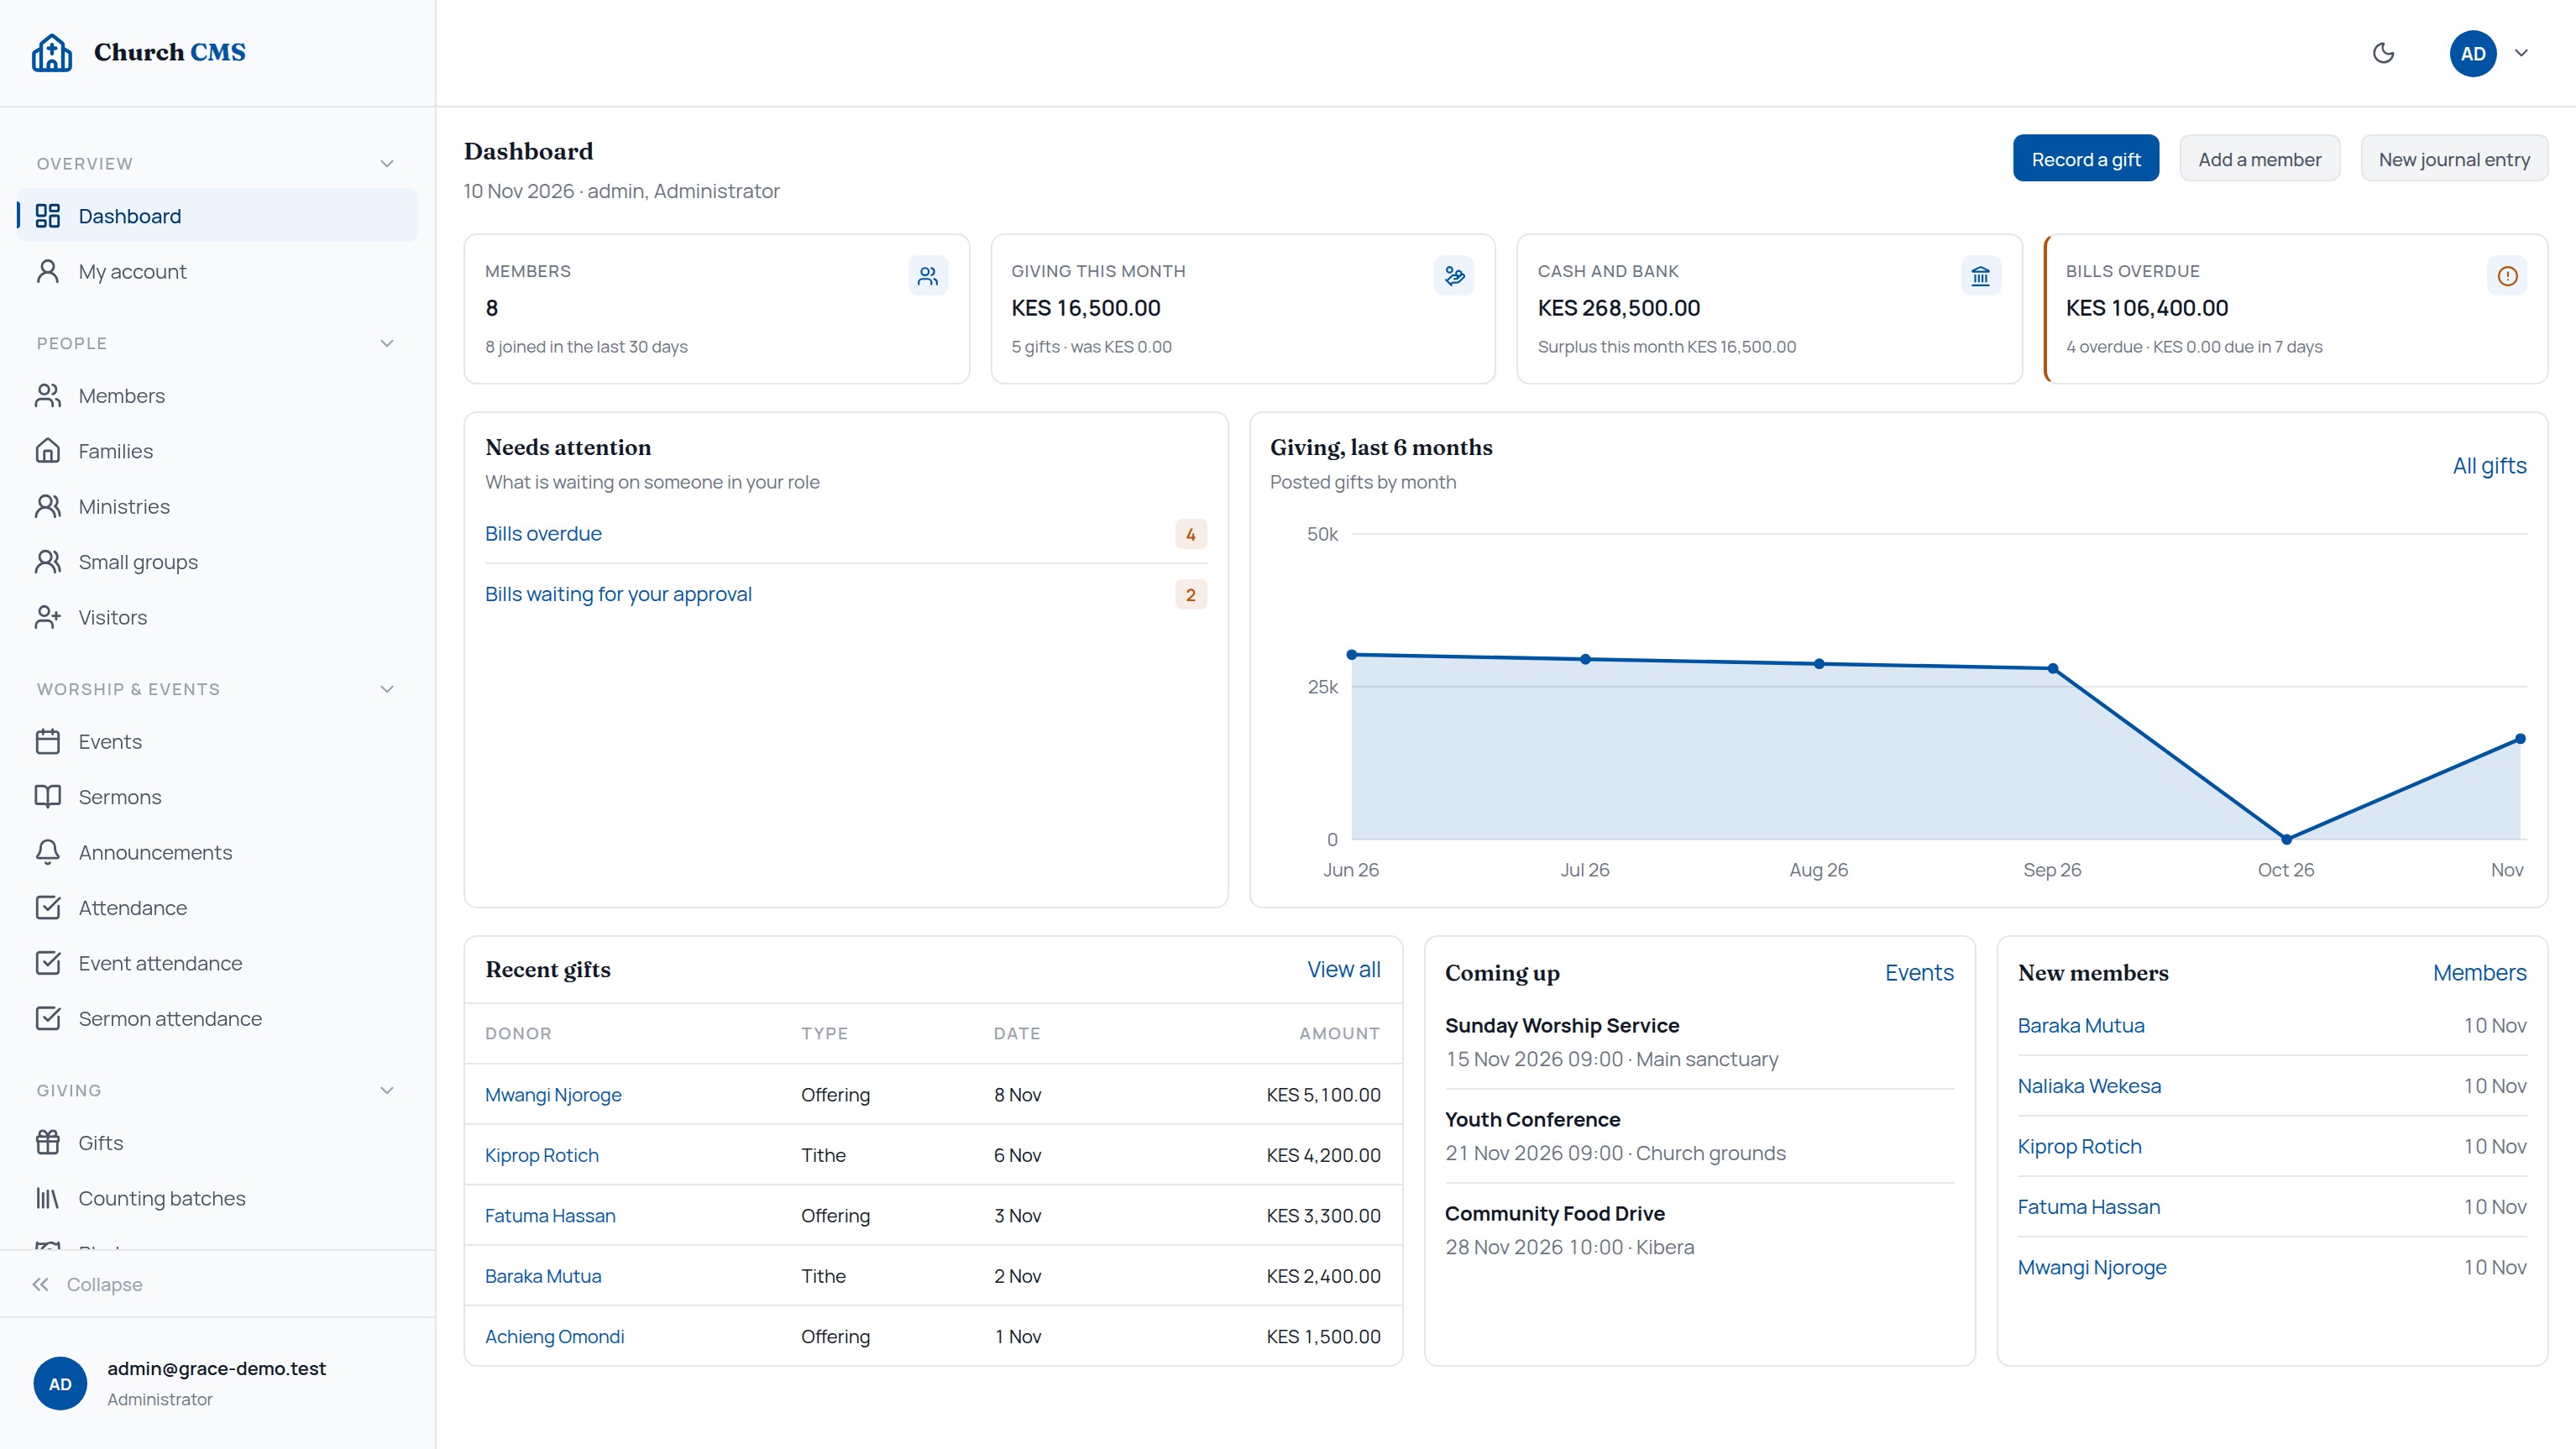 Church CMS
AD
OVERVIEW
Dashboard
My account
PEOPLE
Members
Families
Ministries
Small groups
Visitors
WORSHIP & EVENTS
Events
Sermons
Announcements
Attendance
Event attendance
Sermon attendance
GIVING
Gifts
Counting batches
Collapse
AD
admin@grace-demo.test
Administrator
Dashboard
10 Nov 2026 · admin, Administrator
Record a gift
Add a member
New journal entry
MEMBERS
8
8 joined in the last 30 days
GIVING THIS MONTH
KES 16,500.00
5 gifts · was KES 0.00
CASH AND BANK
KES 268,500.00
Surplus this month KES 16,500.00
BILLS OVERDUE
KES 106,400.00
4 overdue · KES 0.00 due in 7 days
Needs attention
What is waiting on someone in your role
Bills overdue 4
Bills waiting for your approval 2
Giving, last 6 months
Posted gifts by month
All gifts
50k
25k
0
Jun 26 Jul 26 Aug 26 Sep 26 Oct 26 Nov
Recent gifts View all
DONOR TYPE DATE AMOUNT
Mwangi Njoroge Offering 8 Nov KES 5,100.00
Kiprop Rotich Tithe 6 Nov KES 4,200.00
Fatuma Hassan Offering 3 Nov KES 3,300.00
Baraka Mutua Tithe 2 Nov KES 2,400.00
Achieng Omondi Offering 1 Nov KES 1,500.00
Coming up Events
Sunday Worship Service
15 Nov 2026 09:00 · Main sanctuary
Youth Conference
21 Nov 2026 09:00 · Church grounds
Community Food Drive
28 Nov 2026 10:00 · Kibera
New members Members
Baraka Mutua 10 Nov
Naliaka Wekesa 10 Nov
Kiprop Rotich 10 Nov
Fatuma Hassan 10 Nov
Mwangi Njoroge 10 Nov